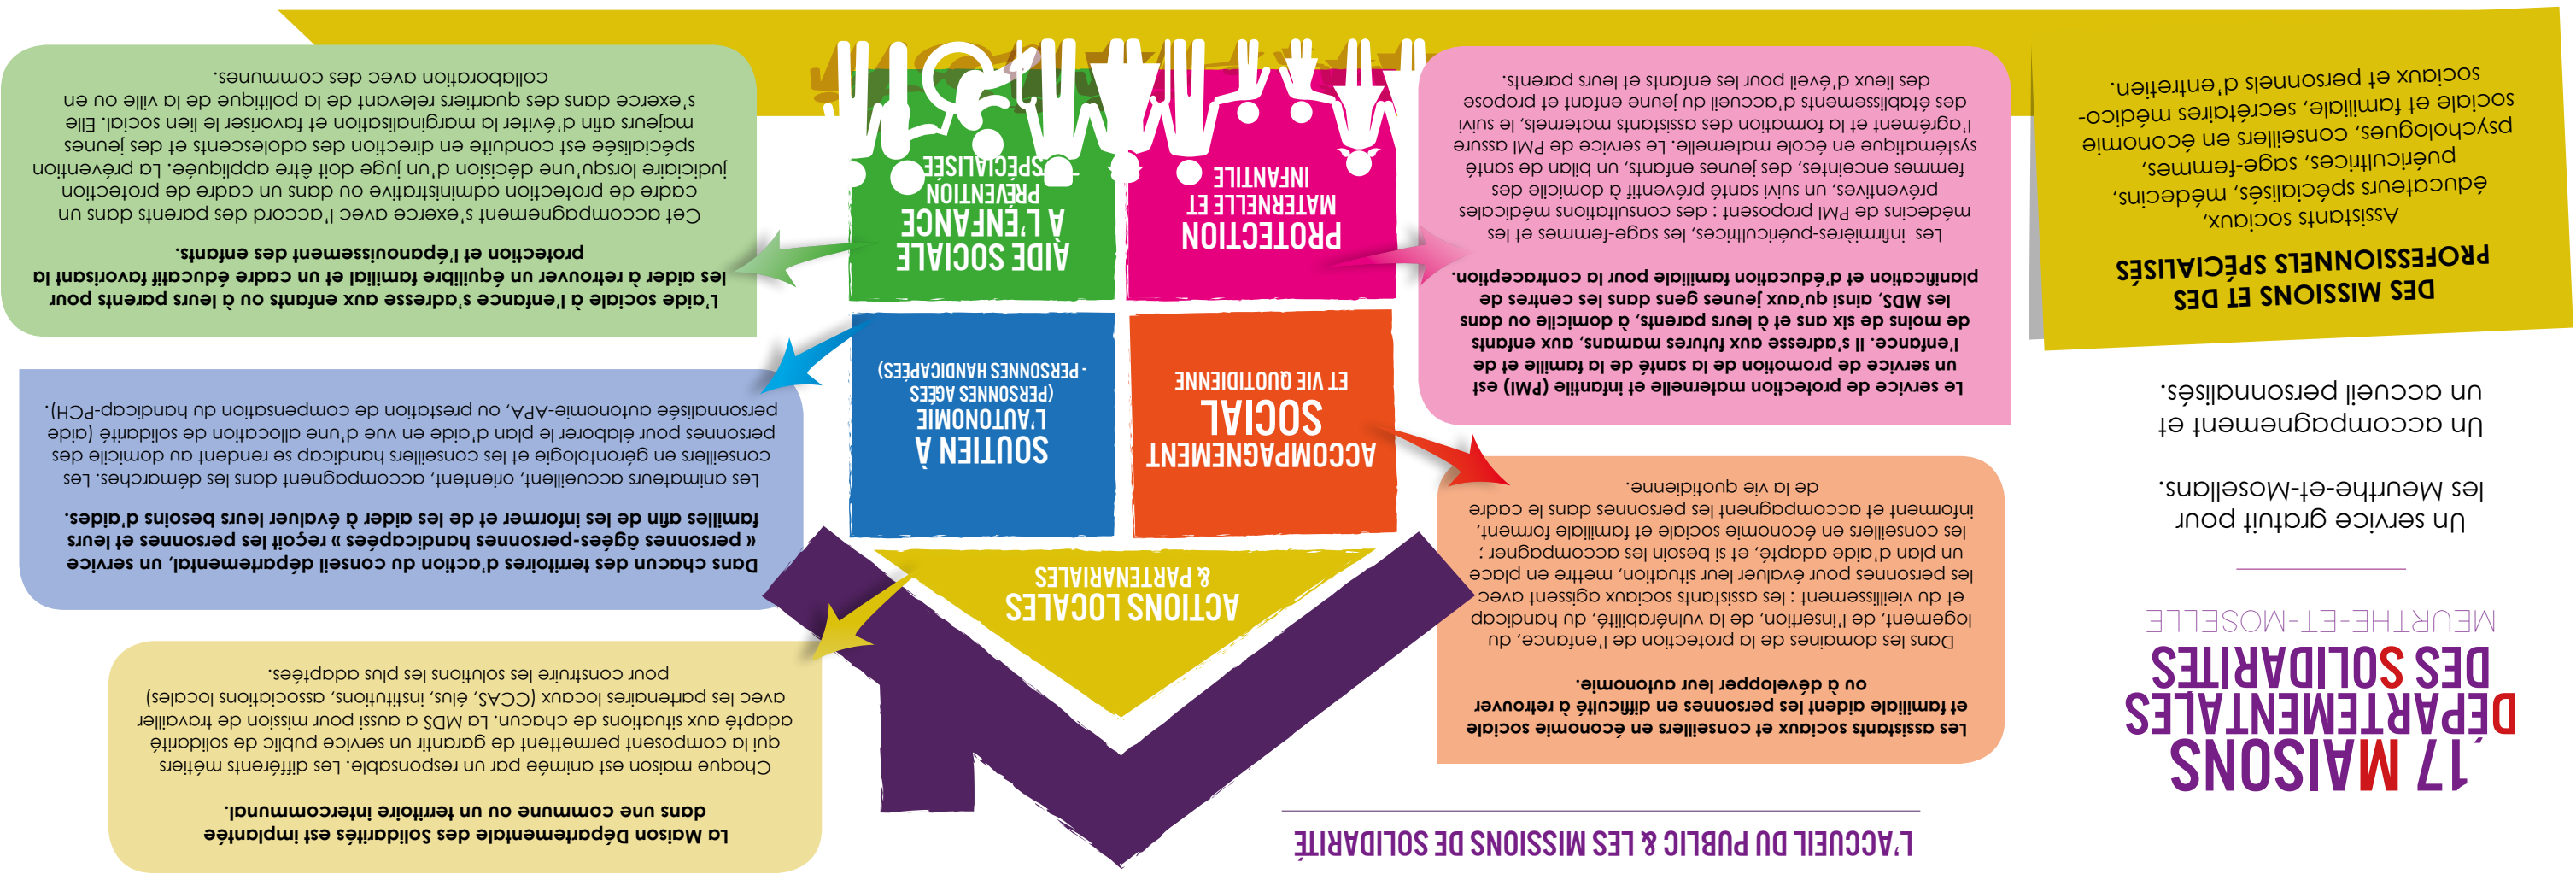 17 MAISONS
DÉPARTEMENTALES
DES SOLIDARITÉS
MEURTHE-ET-MOSELLE
Un service gratuit pour
les Meurthe-et-Mosellans.
Un accompagnement et
un accueil personnalisés.
DES MISSIONS ET DES
PROFESSIONNELS SPÉCIALISÉS
Assistants sociaux,
éducateurs spécialisés, médecins,
puéricultrices, sage-femmes,
psychologues, conseillers en économie
sociale et familiale, secrétaires médico-
sociaux et personnels d'entretien.
L'ACCUEIL DU PUBLIC & LES MISSIONS DE SOLIDARITÉ
Les assistants sociaux et conseillers en économie sociale
et familiale aident les personnes en difficulté à retrouver
ou à développer leur autonomie.
Dans les domaines de la protection de l'enfance, du
logement, de l'insertion, de la vulnérabilité, du handicap
et du vieillissement : les assistants sociaux agissent avec
les personnes pour évaluer leur situation, mettre en place
un plan d'aide adapté, et si besoin les accompagner ;
les conseillers en économie sociale et familiale forment,
informent et accompagnent les personnes dans le cadre
de la vie quotidienne.
Le service de protection maternelle et infantile (PMI) est
un service de promotion de la santé de la famille et de
l'enfance. Il s'adresse aux futures mamans, aux enfants
de moins de six ans et à leurs parents, à domicile ou dans
les MDS, ainsi qu'aux jeunes gens dans les centres de
planification et d'éducation familiale pour la contraception.
Les infirmières-puéricultrices, les sage-femmes et les
médecins de PMI proposent : des consultations médicales
préventives, un suivi santé préventif à domicile des
femmes enceintes, des jeunes enfants, un bilan de santé
systématique en école maternelle. Le service de PMI assure
l'agrément et la formation des assistants maternels, le suivi
des établissements d'accueil du jeune enfant et propose
des lieux d'éveil pour les enfants et leurs parents.
ACTIONS LOCALES
& PARTENARIALES
ACCOMPAGNEMENT
SOCIAL
ET VIE QUOTIDIENNE
SOUTIEN À
L'AUTONOMIE
(PERSONNES AGÉES
- PERSONNES HANDICAPÉES)
PROTECTION
MATERNELLE ET
INFANTILE
AIDE SOCIALE
À L'ENFANCE
PRÉVENTION
SPÉCIALISÉE
La Maison Départementale des Solidarités est implantée
dans une commune ou un territoire intercommunal.
Chaque maison est animée par un responsable. Les différents métiers
qui la composent permettent de garantir un service public de solidarité
adapté aux situations de chacun. La MDS a aussi pour mission de travailler
avec les partenaires locaux (CCAS, élus, institutions, associations locales)
pour construire les solutions les plus adaptées.
Dans chacun des territoires d'action du conseil départemental, un service
« personnes âgées-personnes handicapées » reçoit les personnes et leurs
familles afin de les informer et de les aider à évaluer leurs besoins d'aides.
Les animateurs accueillent, orientent, accompagnent dans les démarches. Les
conseillers en gérontologie et les conseillers handicap se rendent au domicile des
personnes pour élaborer le plan d'aide en vue d'une allocation de solidarité (aide
personnalisée autonomie-APA, ou prestation de compensation du handicap-PCH).
L'aide sociale à l'enfance s'adresse aux enfants ou à leurs parents pour
les aider à retrouver un équilibre familial et un cadre éducatif favorisant la
protection et l'épanouissement des enfants.
Cet accompagnement s'exerce avec l'accord des parents dans un
cadre de protection administrative ou dans un cadre de protection
judiciaire lorsqu'une décision d'un juge doit être appliquée. La prévention
spécialisée est conduite en direction des adolescents et des jeunes
majeurs afin d'éviter la marginalisation et favoriser le lien social. Elle
s'exerce dans des quartiers relevant de la politique de la ville ou en
collaboration avec des communes.